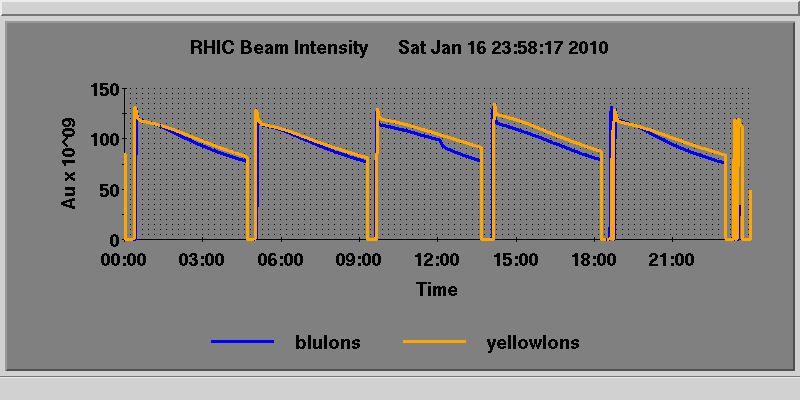 RHIC Beam Intensity Sat Jan 16 23:58:17 2010
150
100
50
0
Au x 10^09
00:00 03:00 06:00 09:00 12:00 15:00 18:00 21:00
Time
bluIons yellowIons